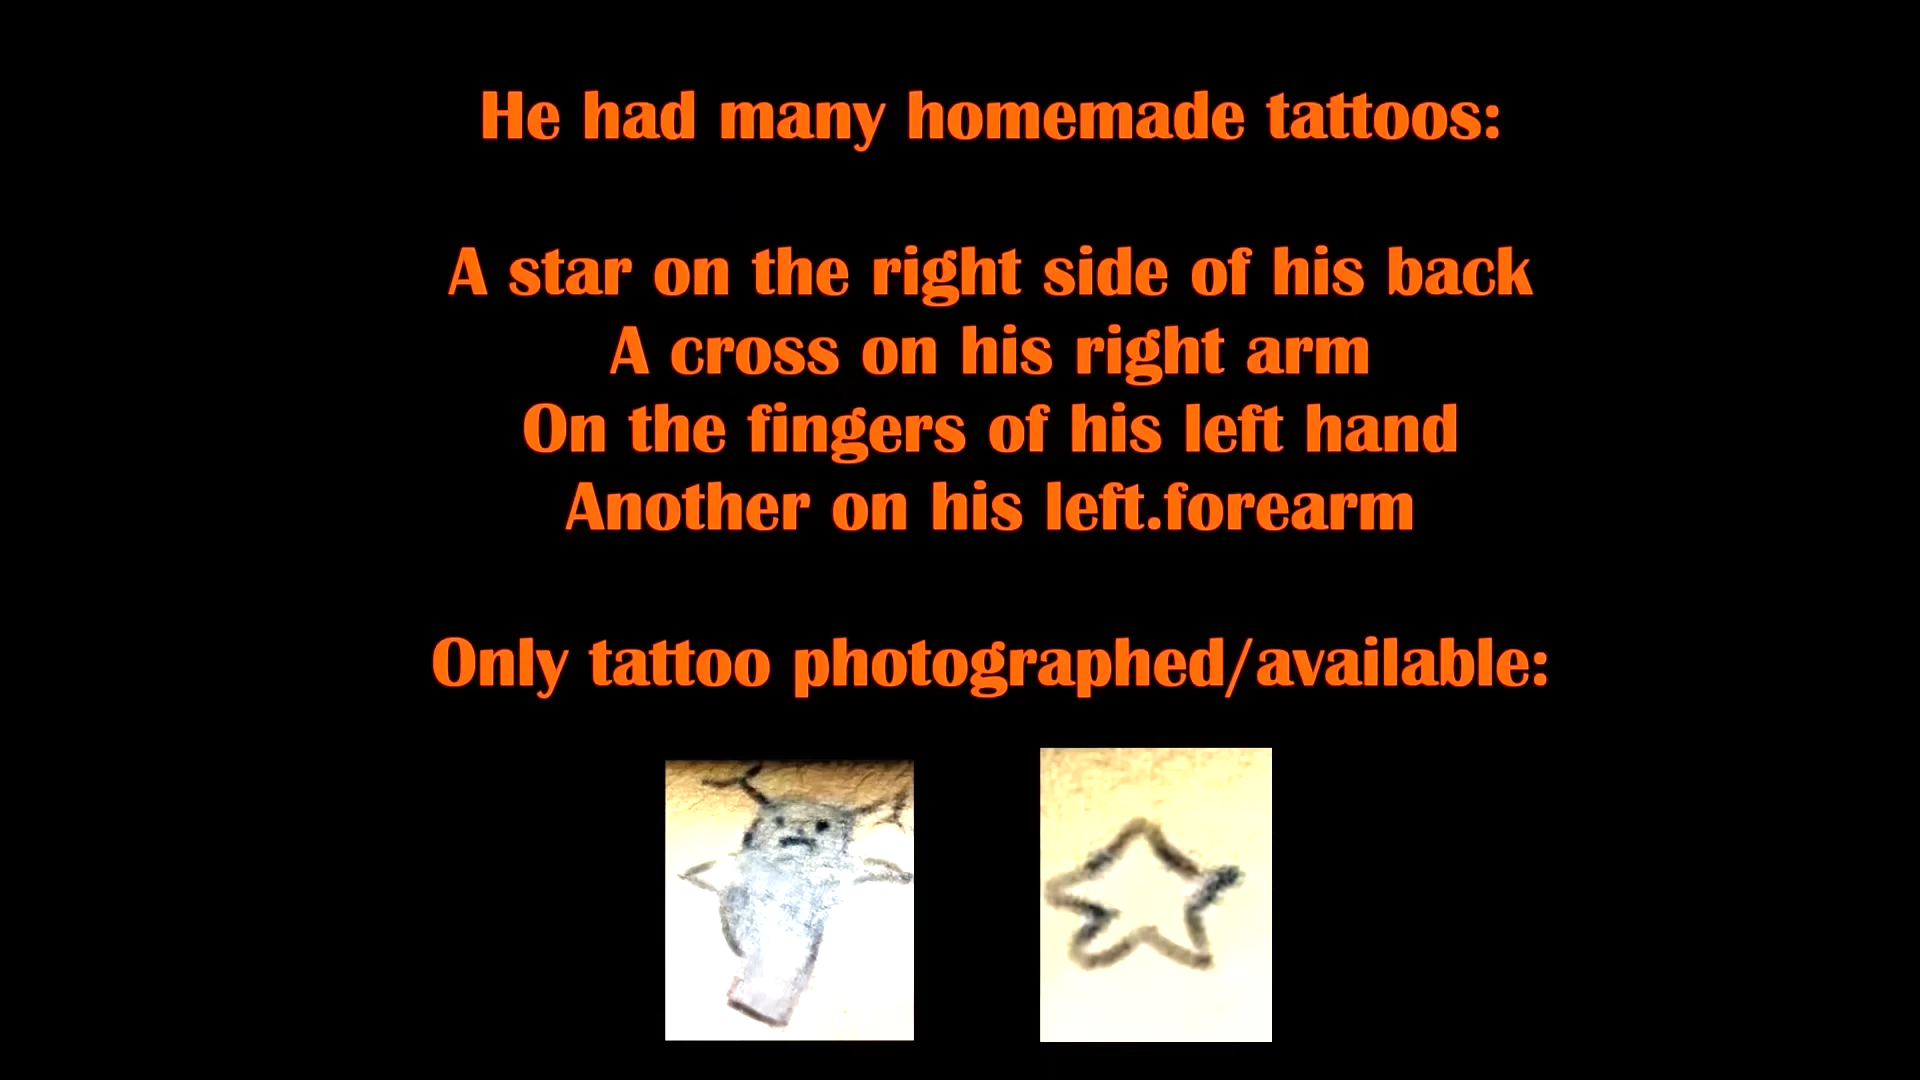 He had many homemade tattoos:
A star on the right side of his back
A cross on his right arm
On the fingers of his left hand
Another on his left.forearm
Only tattoo photographed/available: